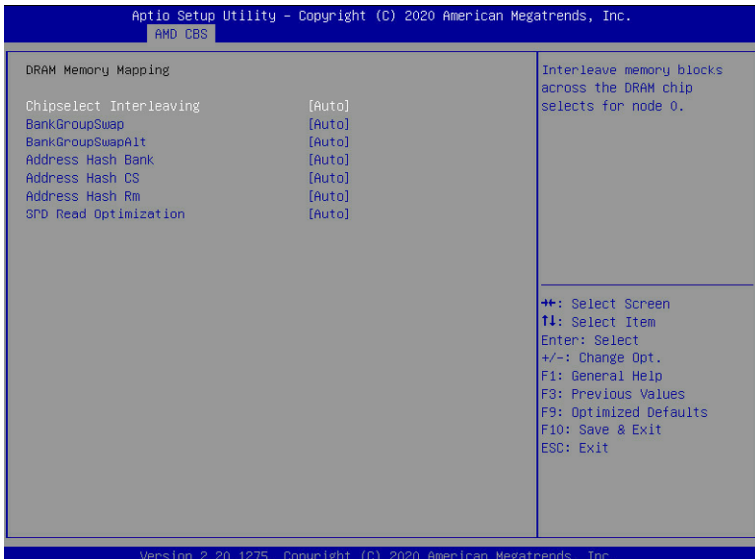 Aptio Setup Utility – Copyright (C) 2020 American Megatrends, Inc.
AMD CBS
DRAM Memory Mapping
Chipselect Interleaving [Auto]
BankGroupSwap [Auto]
BankGroupSwapAlt [Auto]
Address Hash Bank [Auto]
Address Hash CS [Auto]
Address Hash Rm [Auto]
SPD Read Optimization [Auto]
Interleave memory blocks
across the DRAM chip
selects for node 0.
→←: Select Screen
↑↓: Select Item
Enter: Select
+/-: Change Opt.
F1: General Help
F3: Previous Values
F9: Optimized Defaults
F10: Save & Exit
ESC: Exit
Version 2.20.1275. Copyright (C) 2020 American Megatrends, Inc.